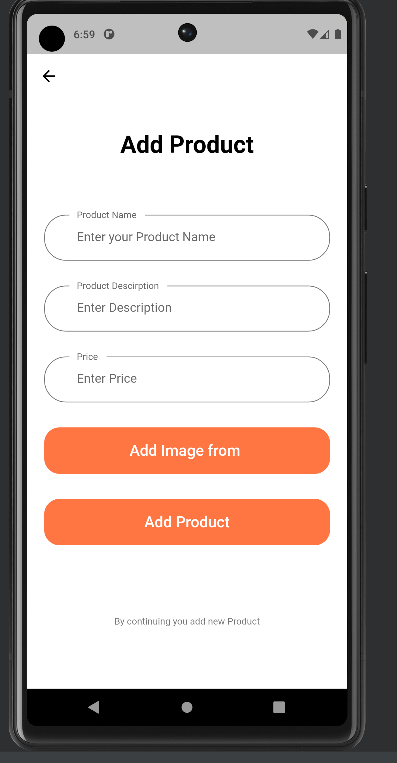 6:59
Add Product
Product Name
Enter your Product Name
Product Descirption
Enter Description
Price
Enter Price
Add Image from
Add Product
By continuing you add new Product